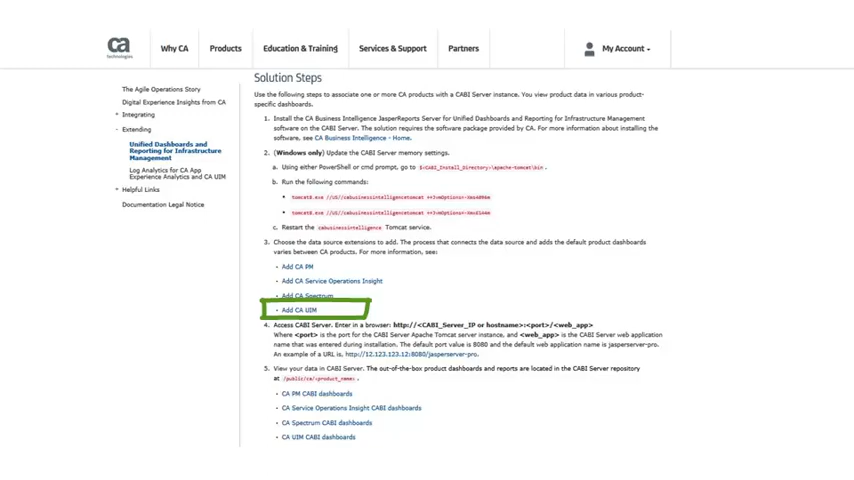 ca
technologies
Why CA
Products
Education & Training
Services & Support
Partners
My Account
The Agile Operations Story
Digital Experience Insights from CA
Integrating
Extending
Unified Dashboards and
Reporting for Infrastructure
Management
Log Analytics for CA App
Experience Analytics and CA UIM
Helpful Links
Documentation Legal Notice
Solution Steps
Use the following steps to associate one or more CA products with a CABI Server instance. You view product data in various product-
specific dashboards.
1. Install the CA Business Intelligence JasperReports Server for Unified Dashboards and Reporting for Infrastructure
software on the CABI Server. The solution requires the software package provided by CA. For more information about installing the
software, see CA Business Intelligence - Home.
2. (Windows only) Update the CABI Server memory settings.
a. Using either PowerShell or cmd prompt, go to $<CABI_Install_Directory>\apache-tomcat\bin .
b. Run the following commands:
tomcat8.exe //US//cabusinessintelligencetomcat ++JvmOptions=
tomcat8.exe //US//cabusinessintelligencetomcat ++JvmOptions=
c. Restart the cabusinessintelligence Tomcat service.
3. Choose the data source extensions to add. The process that connects the data source and adds the default product dashboards
varies between CA products. For more information, see:
Add CA PM
Add CA Service Operations Insight
Add CA Spectrum
Add CA UIM
4. Access CABI Server. Enter in a browser: http://<CABI_Server_IP or hostname>:<port>/<web_app>
Where <port> is the port for the CABI Server Apache Tomcat server instance, and <web_app> is the CABI Server web application
name that was entered during installation. The default port value is 8080 and the default web application name is jasperserver-pro.
An example of a URL is, http://12.123.123.12:8080/jasperserver-pro.
5. View your data in CABI Server. The out-of-the-box product dashboards and reports are located in the CABI Server repository
at /public/ca/<product_name> .
CA PM CABI dashboards
CA Service Operations Insight CABI dashboards
CA Spectrum CABI dashboards
CA UIM CABI dashboards